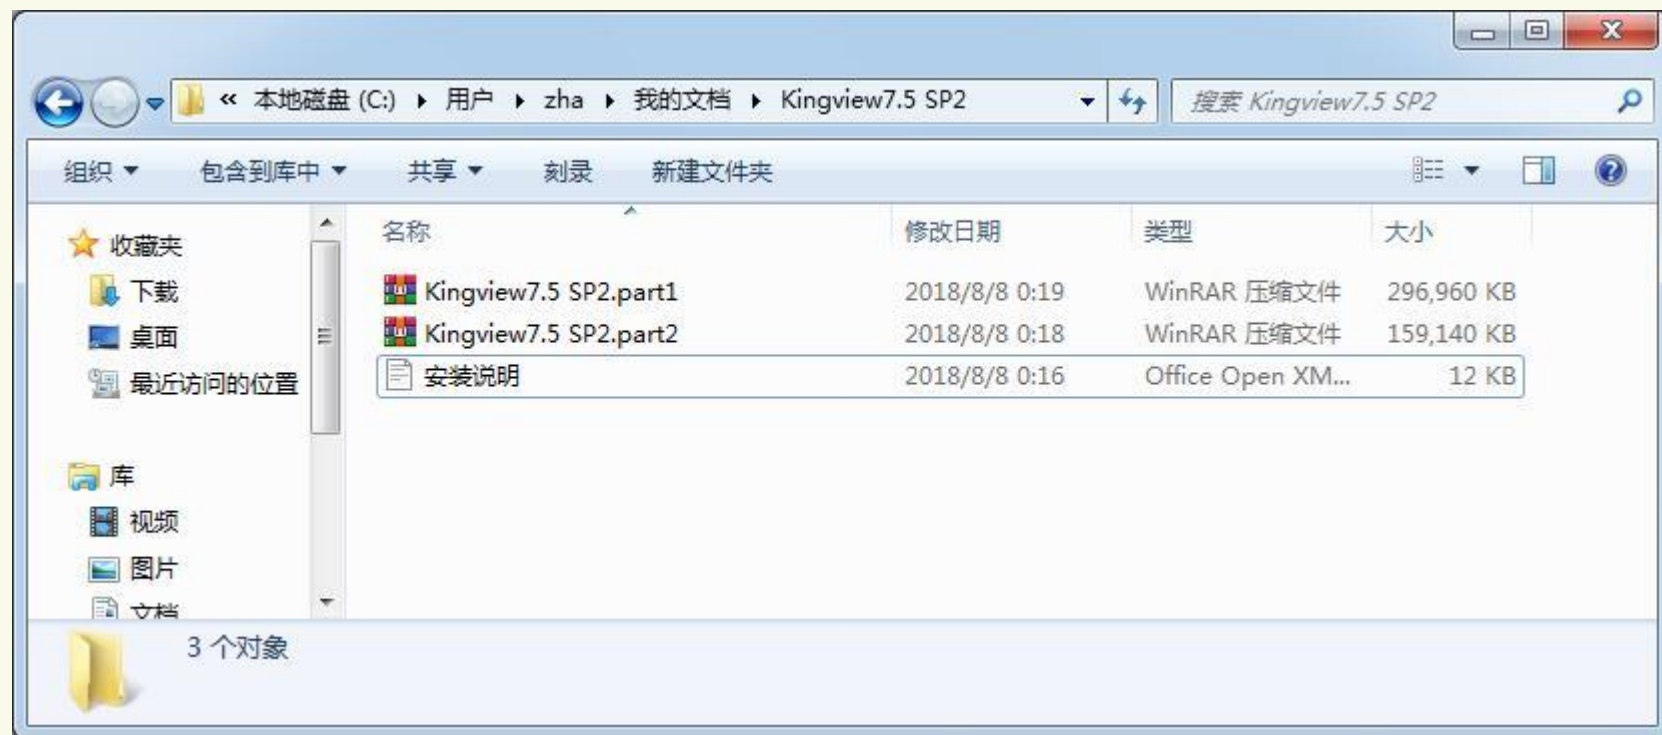 « 本地磁盘 (C:) ▸ 用户 ▸ zha ▸ 我的文档 ▸ Kingview7.5 SP2
搜索 Kingview7.5 SP2
组织 包含到库中 共享 刻录 新建文件夹
名称 修改日期 类型 大小
收藏夹
下载
桌面
最近访问的位置
库
视频
图片
文档
Kingview7.5 SP2.part1 2018/8/8 0:19 WinRAR 压缩文件 296,960 KB
Kingview7.5 SP2.part2 2018/8/8 0:18 WinRAR 压缩文件 159,140 KB
安装说明 2018/8/8 0:16 Office Open XM... 12 KB
3 个对象